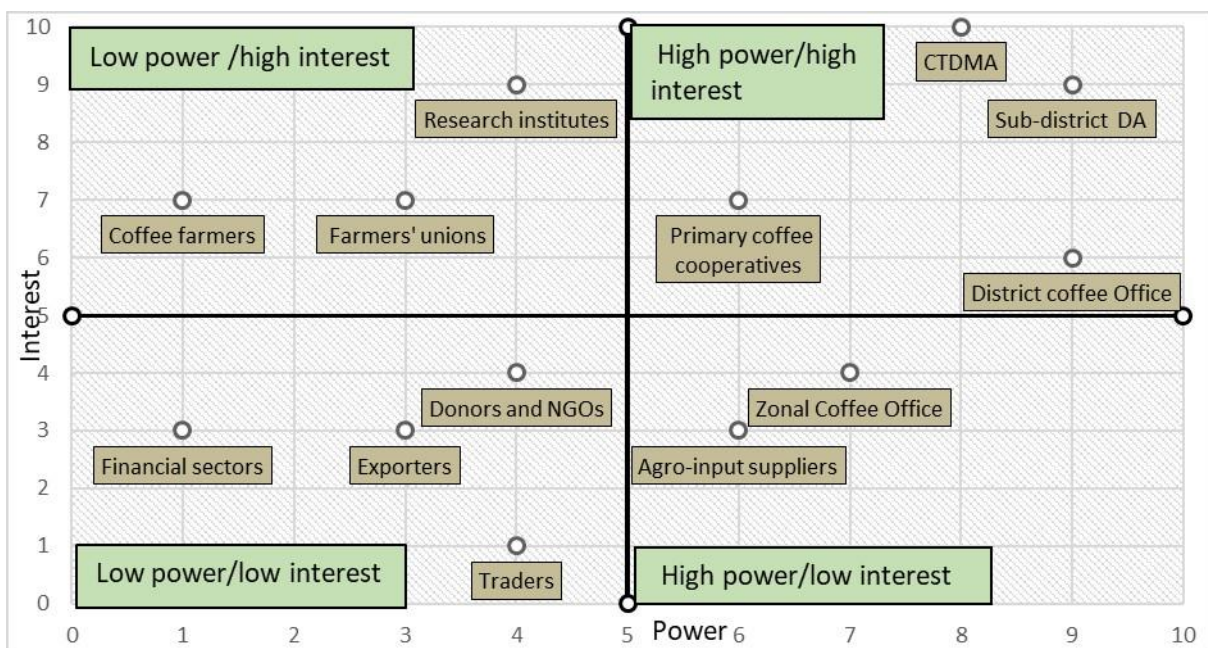 10
Low power /high interest
High power/high
interest
CTDMA
9
Research institutes
Sub-district DA
8
7
Coffee farmers
Farmers' unions
Primary coffee
cooperatives
6
District coffee Office
5
Interest
4
Donors and NGOs
Zonal Coffee Office
3
Financial sectors
Exporters
Agro-input suppliers
2
1
Low power/low interest
Traders
High power/low interest
0
0 1 2 3 4 5 6 7 8 9 10
Power